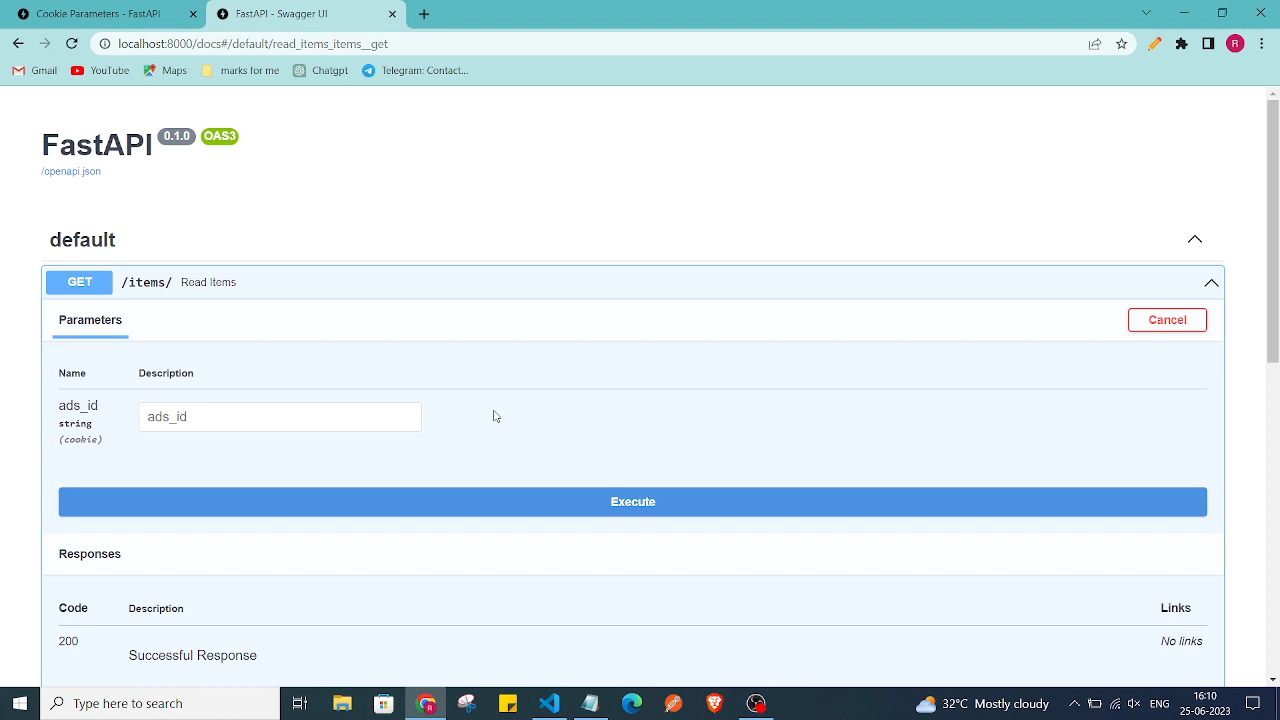 Cookie Parameters - FastAPI
FastAPI - Swagger UI
localhost:8000/docs#/default/read_items_items__get
R
Gmail
YouTube
Maps
marks for me
Chatgpt
Telegram: Contact...
FastAPI 0.1.0 OAS3
/openapi.json
default
GET /items/ Read Items
Parameters
Cancel
Name Description
ads_id
string
(cookie)
ads_id
Execute
Responses
Code Description Links
200
Successful Response
No links
Type here to search
R
32°C Mostly cloudy
ENG
16:10
25-06-2023